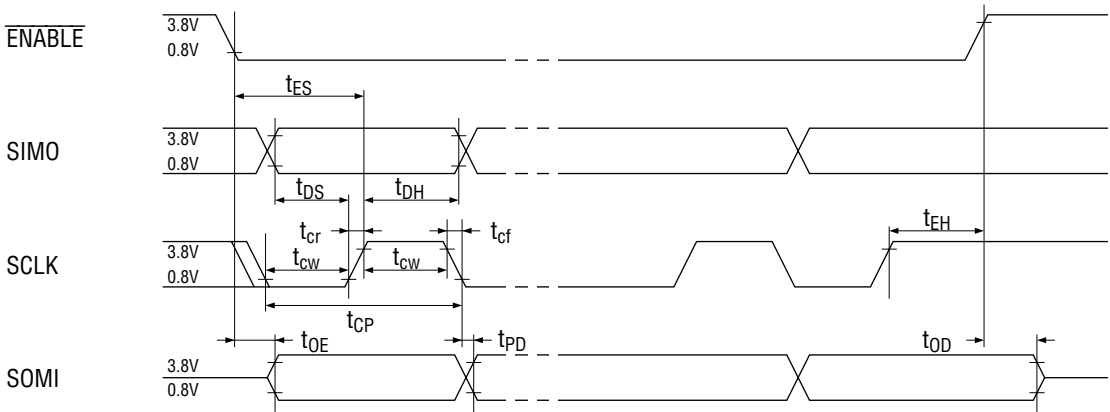 ENABLE
3.8V
0.8V
tES
SIMO
3.8V
0.8V
tDS
tDH
SCLK
3.8V
0.8V
tcr
tcf
tcw
tcw
tEH
tCP
SOMI
3.8V
0.8V
tOE
tPD
tOD